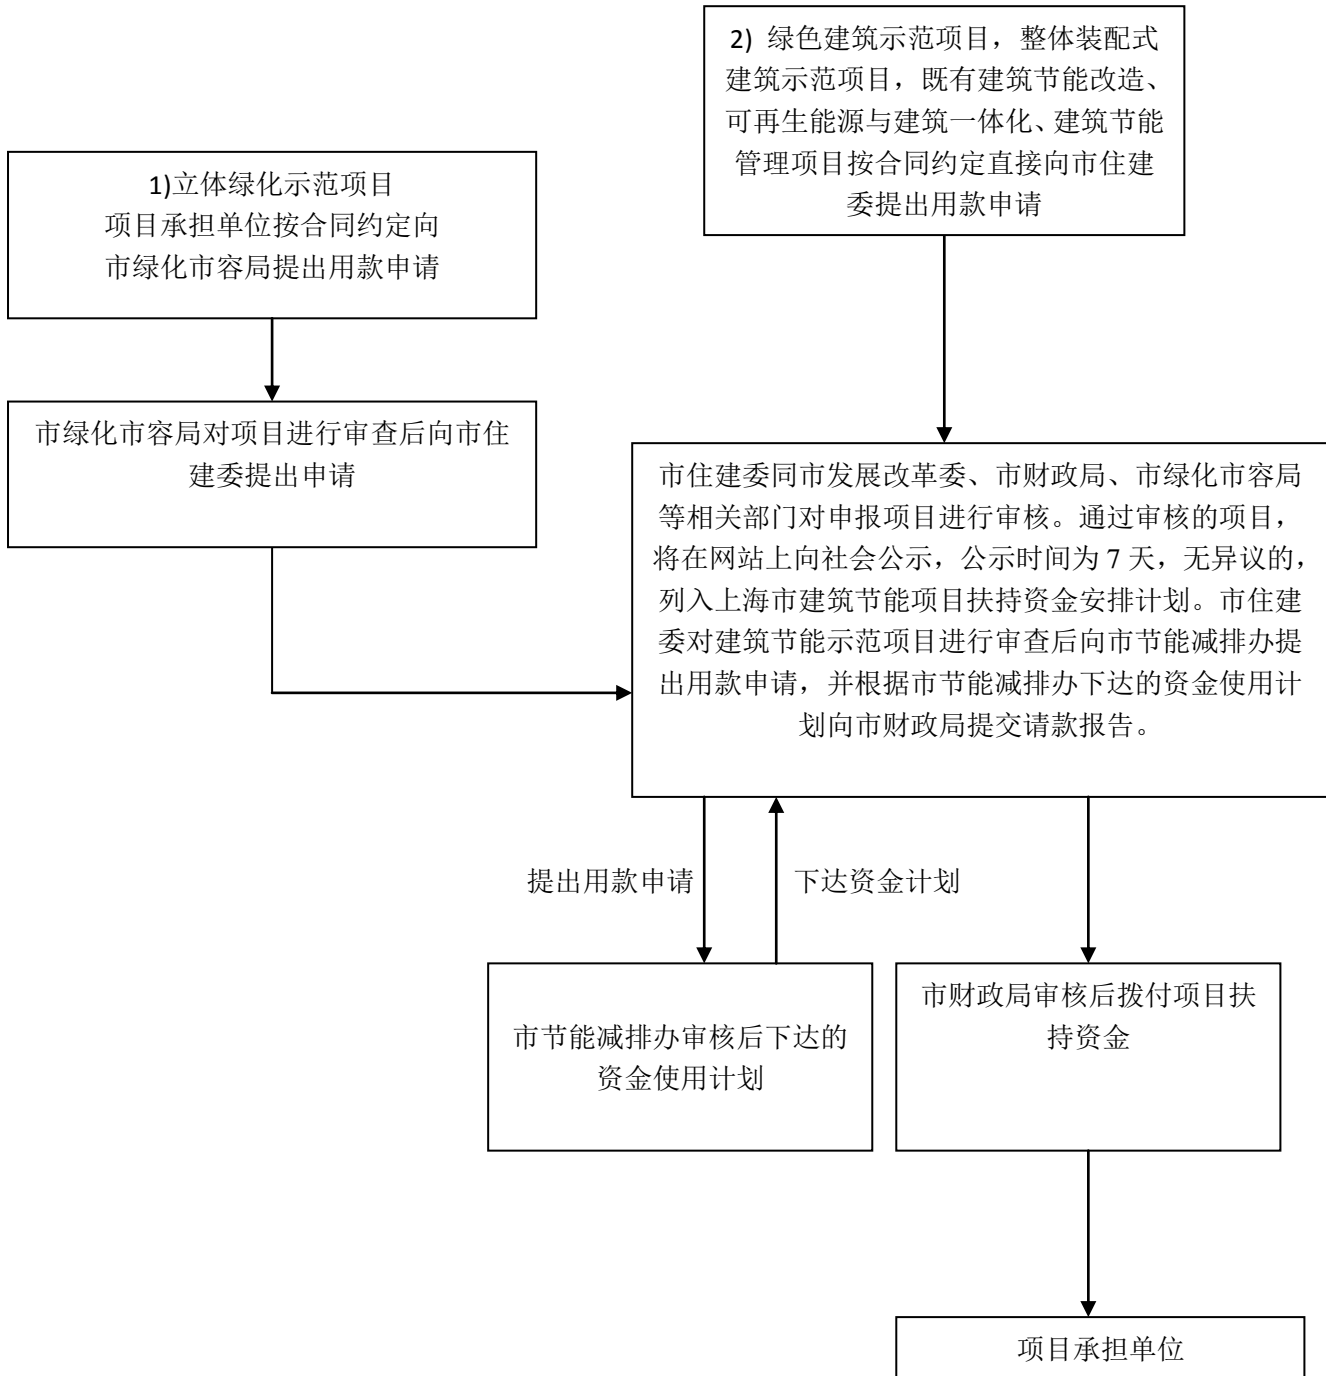 2) 绿色建筑示范项目，整体装配式
建筑示范项目，既有建筑节能改造、
可再生能源与建筑一体化、建筑节能
管理项目按合同约定直接向市住建
委提出用款申请
1)立体绿化示范项目
项目承担单位按合同约定向
市绿化市容局提出用款申请
市绿化市容局对项目进行审查后向市住
建委提出申请
市住建委同市发展改革委、市财政局、市绿化市容局
等相关部门对申报项目进行审核。通过审核的项目，
将在网站上向社会公示，公示时间为 7 天，无异议的，
列入上海市建筑节能项目扶持资金安排计划。市住建
委对建筑节能示范项目进行审查后向市节能减排办提
出用款申请，并根据市节能减排办下达的资金使用计
划向市财政局提交请款报告。
提出用款申请
下达资金计划
市节能减排办审核后下达的
资金使用计划
市财政局审核后拨付项目扶
持资金
项目承担单位